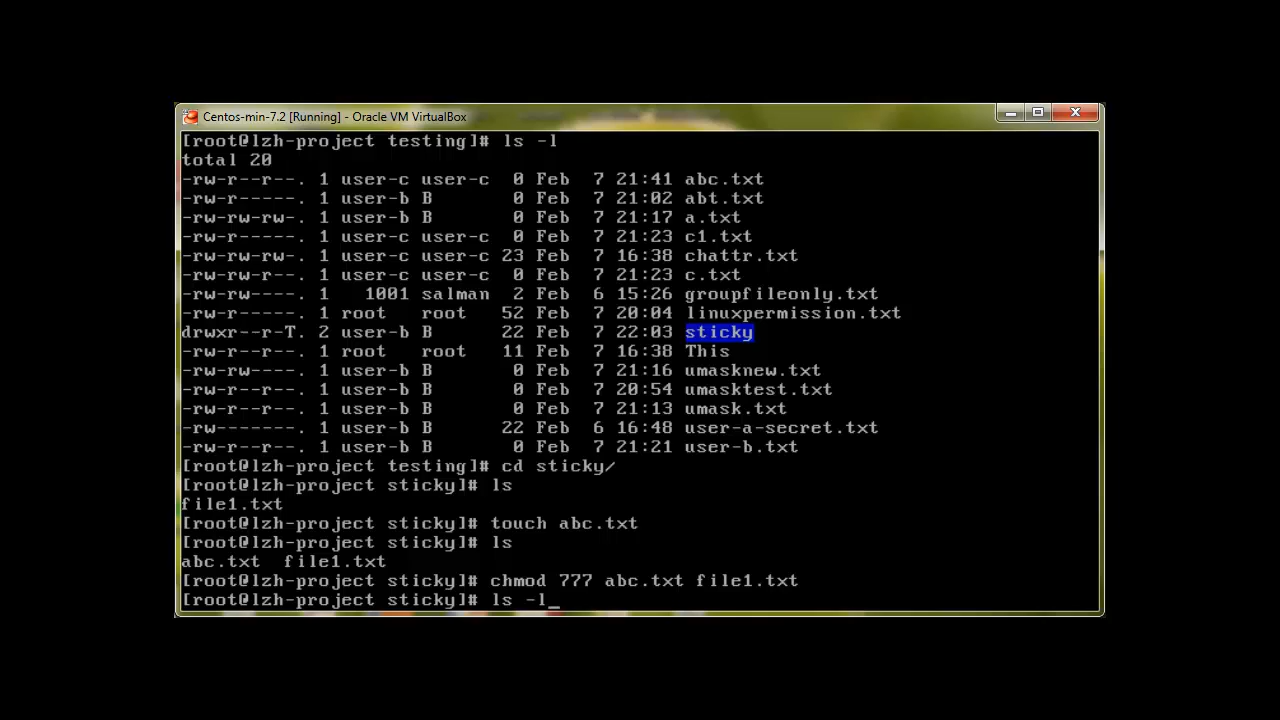 Centos-min-7.2 [Running] - Oracle VM VirtualBox
[root@lzh-project testing]# ls -l
total 20
-rw-r--r--. 1 user-c user-c  0 Feb  7 21:41 abc.txt
-rw-r-----. 1 user-b B       0 Feb  7 21:02 abt.txt
-rw-rw-rw-. 1 user-b B       0 Feb  7 21:17 a.txt
-rw-r-----. 1 user-c user-c  0 Feb  7 21:23 c1.txt
-rw-rw-rw-. 1 user-c user-c 23 Feb  7 16:38 chattr.txt
-rw-r--r--. 1 user-c user-c  0 Feb  7 21:23 c.txt
-rw-rw----. 1   1001 salman  2 Feb  6 15:26 groupfileonly.txt
-rw-r--r--. 1 root   root   52 Feb  7 20:04 linuxpermission.txt
drwxr--r-T. 2 user-b B      22 Feb  7 22:03 sticky
-rw-r--r--. 1 root   root   11 Feb  7 16:38 This
-rw-rw----. 1 user-b B       0 Feb  7 21:16 umasknew.txt
-rw-r--r--. 1 user-b B       0 Feb  7 20:54 umasktest.txt
-rw-r--r--. 1 user-b B       0 Feb  7 21:13 umask.txt
-rw-r-----. 1 user-b B      22 Feb  6 16:48 user-a-secret.txt
-rw-r--r--. 1 user-b B       0 Feb  7 21:21 user-b.txt
[root@lzh-project testing]# cd sticky/
[root@lzh-project sticky]# ls
file1.txt
[root@lzh-project sticky]# touch abc.txt
[root@lzh-project sticky]# ls
abc.txt  file1.txt
[root@lzh-project sticky]# chmod 777 abc.txt file1.txt
[root@lzh-project sticky]# ls -l_